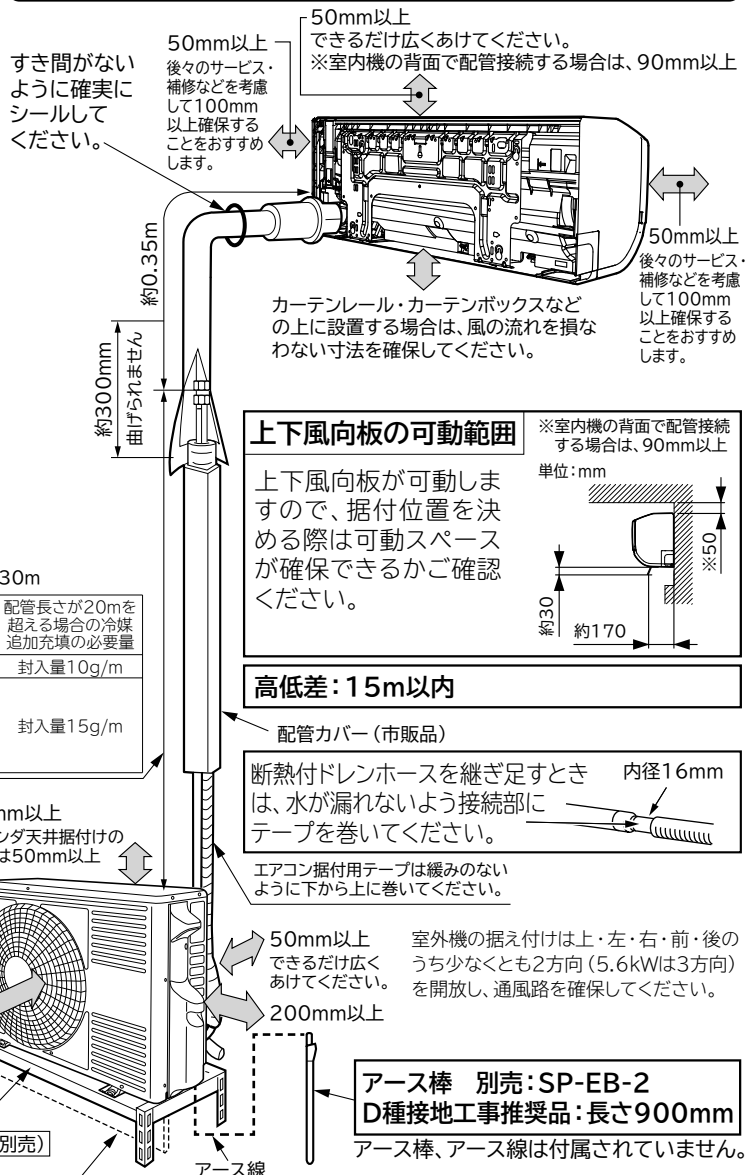 50mm以上
できるだけ広くあけてください。
※室内機の背面で配管接続する場合は、90mm以上
50mm以上
後々のサービス・
補修などを考慮
して100mm
以上確保する
ことをおすすめ
します。
すき間がない
ように確実に
シールして
ください。
50mm以上
後々のサービス・
補修などを考慮
して100mm
以上確保する
ことをおすすめ
します。
約0.35m
カーテンレール・カーテンボックスなど
の上に設置する場合は、風の流れを損な
わない寸法を確保してください。
約300mm
曲げられません
上下風向板の可動範囲
上下風向板が可動しま
すので、据付位置を決
める際は可動スペース
が確保できるかご確認
ください。
※室内機の背面で配管接続
する場合は、90mm以上
単位:mm
※50
約30
約170
30m
配管長さが20mを
超える場合の冷媒
追加充填の必要量
封入量10g/m
封入量15g/m
高低差:15m以内
配管カバー(市販品)
断熱付ドレンホースを継ぎ足すとき
は、水が漏れないよう接続部に
テープを巻いてください。
内径16mm
エアコン据付用テープは緩みのない
ように下から上に巻いてください。
mm以上
ンダ天井据付けの
は50mm以上
50mm以上
できるだけ広く
あけてください。
200mm以上
室外機の据え付けは上・左・右・前・後の
うち少なくとも2方向(5.6kWは3方向)
を開放し、通風路を確保してください。
アース棒 別売:SP-EB-2
D種接地工事推奨品:長さ900mm
アース棒、アース線は付属されていません。
別売)
アース線